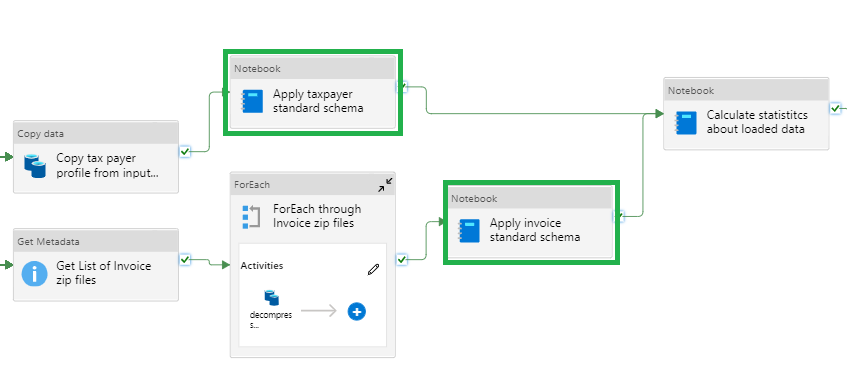 Notebook
Apply taxpayer
standard schema
Notebook
Calculate statistitcs
about loaded data
Copy data
Copy tax payer
profile from input...
ForEach
ForEach through
Invoice zip files
Activities
decompres
s...
Notebook
Apply invoice
standard schema
Get Metadata
Get List of Invoice
zip files